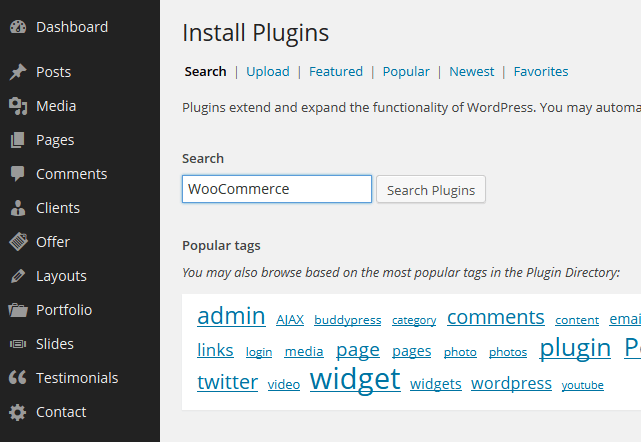 Dashboard
Posts
Media
Pages
Comments
Clients
Offer
Layouts
Portfolio
Slides
Testimonials
Contact
Install Plugins
Search | Upload | Featured | Popular | Newest | Favorites
Plugins extend and expand the functionality of WordPress. You may automa
Search
WooCommerce Search Plugins
Popular tags
You may also browse based on the most popular tags in the Plugin Directory:
admin AJAX buddypress category comments content emai
links login media page pages photo photos plugin P
twitter video widget widgets wordpress youtube